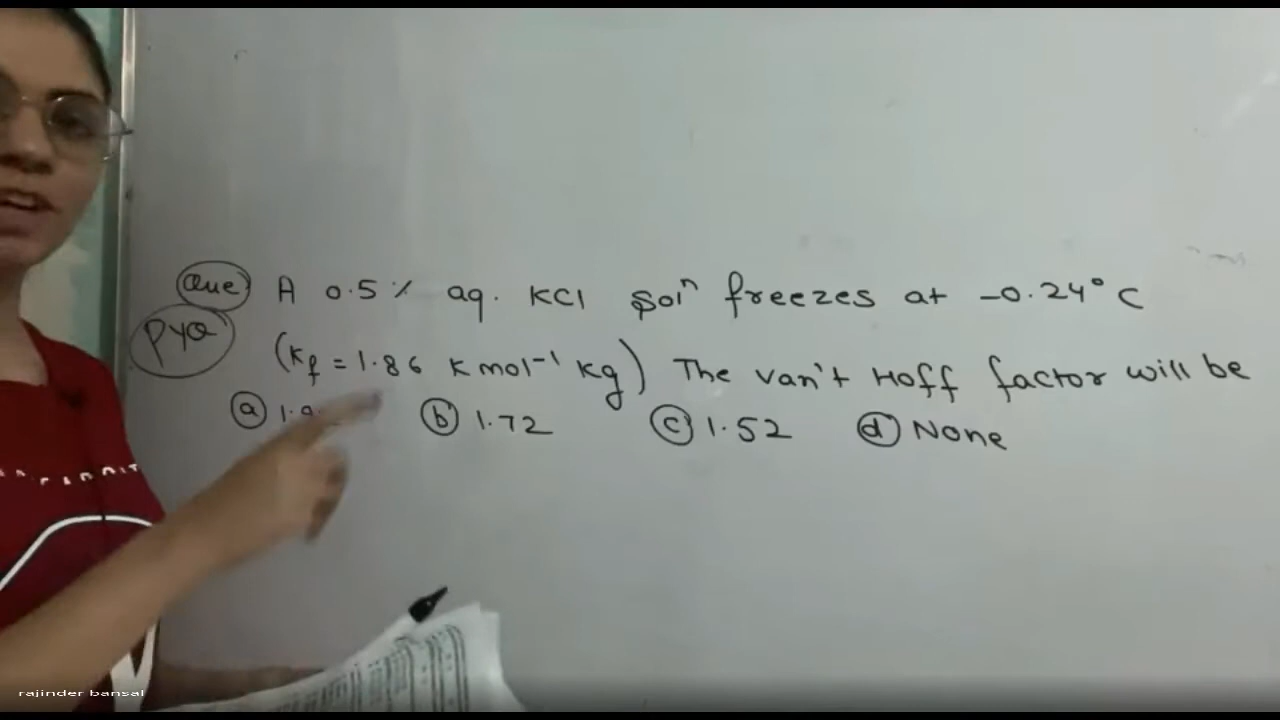 Que A 0.5% aq. KCl solⁿ freezes at -0.24°C
PYQ (Kf = 1.86 K mol⁻¹ kg) The van't Hoff factor will be
(a) (b) 1.72 (c) 1.52 (d) None
rajinder bansal